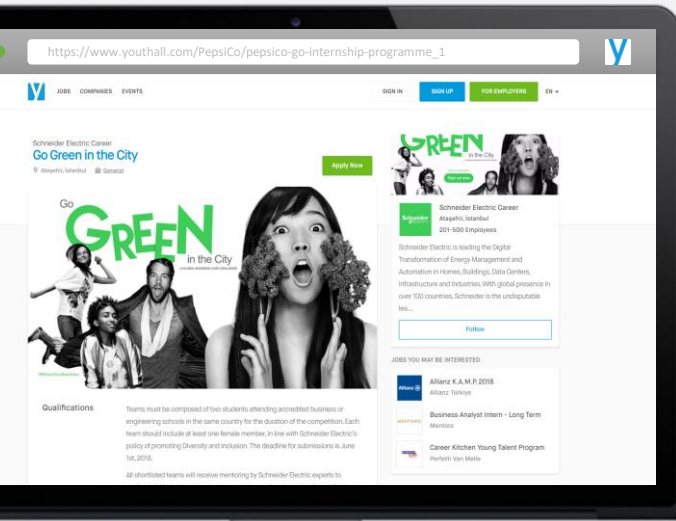 https://www.youthall.com/PepsiCo/pepsico-go-internship-programme_1
y
y
JOBS COMPANIES EVENTS
SIGN IN
SIGN UP
FOR EMPLOYERS
EN
Schneider Electric Career
Go Green in the City
Ataşehir, İstanbul
General
Apply Now
Go
GREEN
in the City
Qualifications
Teams must be composed of two students attending accredited business or
engineering schools in the same country for the duration of the competition. Each
team should include at least one female member, in line with Schneider Electric's
policy of promoting Diversity and inclusion. The deadline for submissions is June
1st, 2018.
All shortlisted teams will receive mentoring by Schneider Electric experts to
GREEN
in the City
Schneider
Schneider Electric Career
Ataşehir, İstanbul
201-500 Employees
Schneider Electric is leading the Digital
Transformation of Energy Management and
Automation in Homes, Buildings, Data Centers,
Infrastructure and Industries. With global presence in
over 100 countries, Schneider is the undisputable
lea...
Follow
JOBS YOU MAY BE INTERESTED
Allianz
Allianz K.A.M.P. 2018
Allianz Türkiye
MENTORO
Business Analyst Intern - Long Term
Mentoro
Career Kitchen Young Talent Program
Perfetti Van Melle